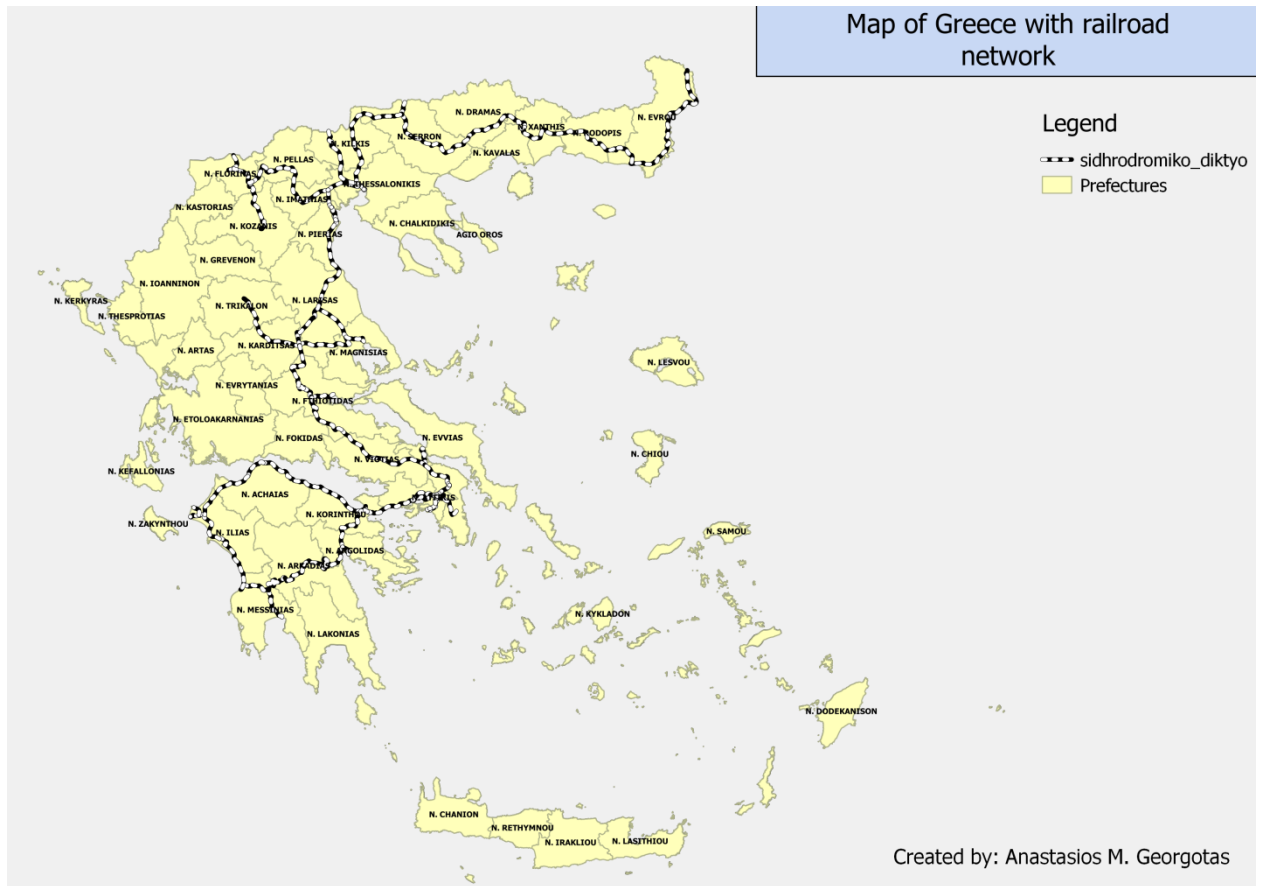 Map of Greece with railroad
network
Legend
sidhrodromiko_diktyo
Prefectures
N. DRAMAS
N. EVROU
N. XANTHIS
N. RODOPIS
N. SERRON
N. KILKIS
N. KAVALAS
N. PELLAS
N. FLORINAS
N. THESSALONIKIS
N. IMATHIAS
N. KASTORIAS
N. KOZANIS
N. PIERIAS
N. CHALKIDIKIS
AGIO OROS
N. GREVENON
N. IOANNINON
N. KERKYRAS
N. TRIKALON
N. LARISAS
N. THESPROTIAS
N. ARTAS
N. KARDITSAS
N. MAGNISIAS
N. LESVOU
N. EVRYTANIAS
N. FTHIOTIDAS
N. ETOLOAKARNANIAS
N. FOKIDAS
N. EVVIAS
N. VIOTIAS
N. CHIOU
N. KEFALLONIAS
N. ACHAIAS
N. KORINTHOU
N. ZAKYNTHOU
N. ILIAS
N. SAMOU
N. ARGOLIDAS
N. ARKADIAS
N. MESSINIAS
N. KYKLADON
N. LAKONIAS
N. DODEKANISON
N. CHANION
N. RETHYMNOU
N. IRAKLIOU
N. LASITHIOU
Created by: Anastasios M. Georgotas